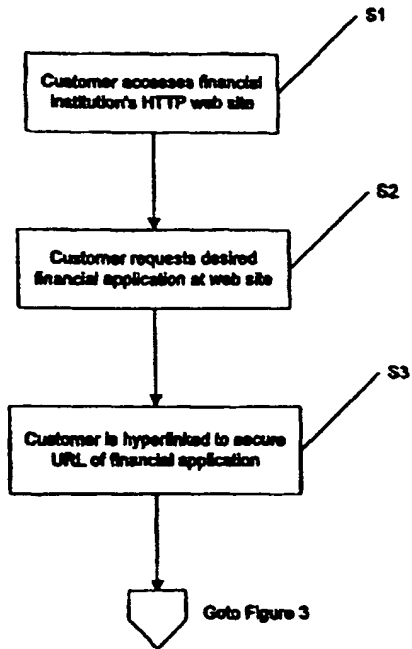 S1
Customer accesses financial
institution's HTTP web site
S2
Customer requests desired
financial application at web site
S3
Customer is hyperlinked to secure
URL of financial application
Goto Figure 3